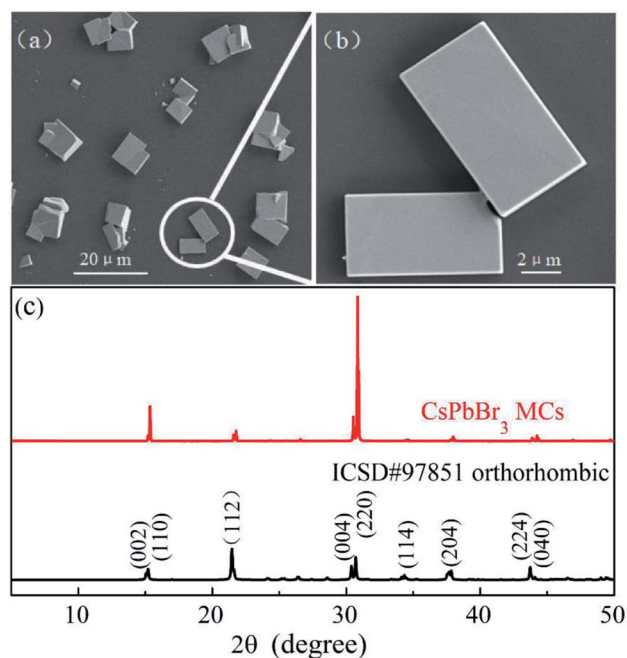 (a)
20 μm
(b)
2 μm
(c)
CsPbBr₃ MCs
ICSD#97851 orthorhombic
(002)
(110)
(112)
(004)
(220)
(114)
(204)
(224)
(040)
10 20 30 40 50
2θ (degree)